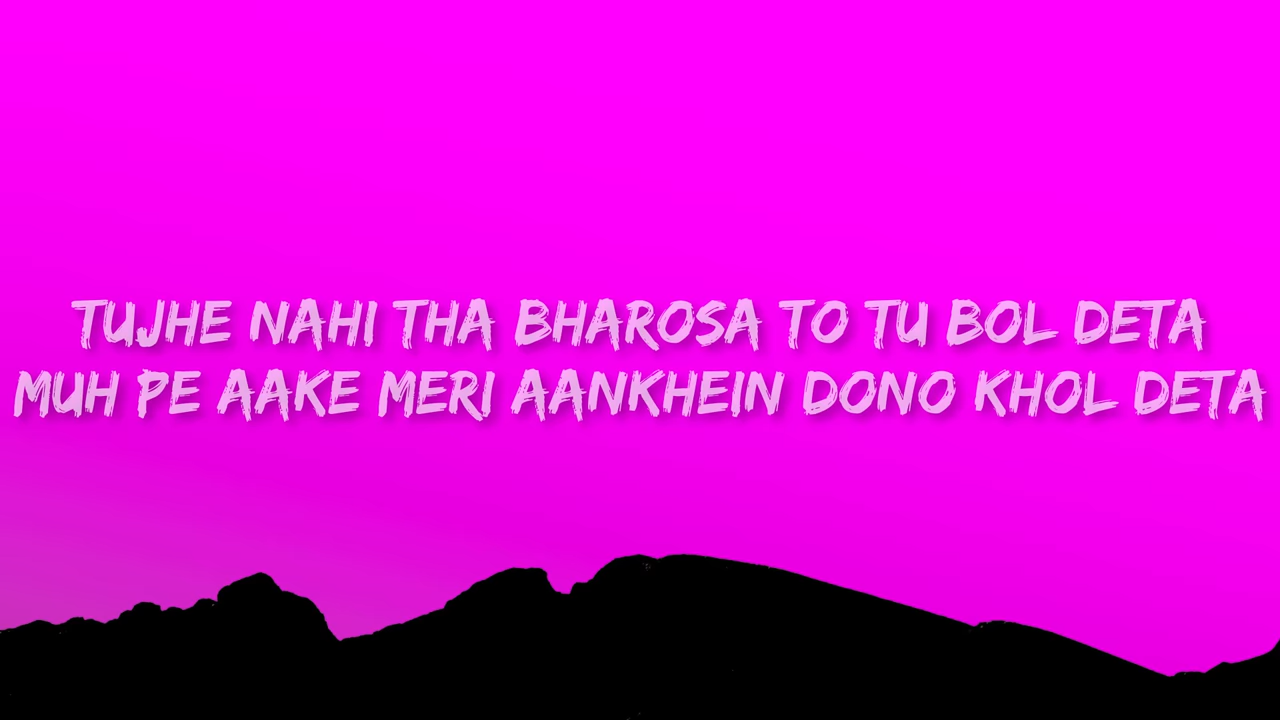 TUJHE NAHI THA BHAROSA TO TU BOL DETA
MUH PE AAKE MERI AANKHEIN DONO KHOL DETA